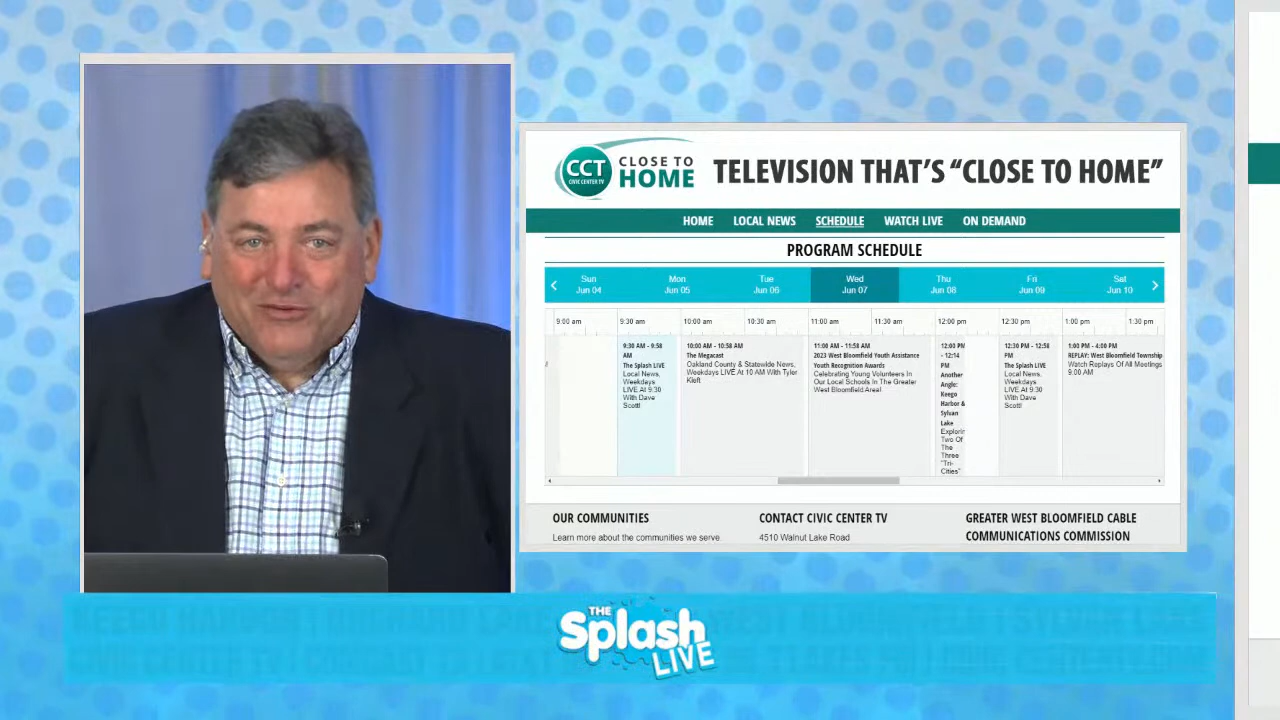 CCT
CIVIC CENTER TV
CLOSE TO
HOME
TELEVISION THAT'S "CLOSE TO HOME"
HOME LOCAL NEWS SCHEDULE WATCH LIVE ON DEMAND
PROGRAM SCHEDULE
Sun Mon Tue Wed Thu Fri Sat
Jun 04 Jun 05 Jun 06 Jun 07 Jun 08 Jun 09 Jun 10
9:00 am 9:30 am 10:00 am 10:30 am 11:00 am 11:30 am 12:00 pm 12:30 pm 1:00 pm 1:30 pm
9:30 AM - 9:58
AM
The Splash LIVE
Local News,
Weekdays
LIVE At 9:30
With Dave
Scott!
10:00 AM - 10:58 AM
The Megacast
Oakland County & Statewide News,
Weekdays LIVE At 10 AM With Tyler
Kieft
11:00 AM - 11:58 AM
2023 West Bloomfield Youth Assistance
Youth Recognition Awards
Celebrating Young Volunteers In
Our Local Schools In The Greater
West Bloomfield Area!
12:00
PM
- 12:14
PM
Another
Angle:
Keego
Harbor &
Sylvan
Lake
Explorin
Two Of
The
Three
"Tri-
Cities"
12:30 PM - 12:58
PM
The Splash LIVE
Local News,
Weekdays
LIVE At 9:30
With Dave
Scott!
1:00 PM - 4:00 PM
REPLAY: West Bloomfield Township
Watch Replays Of All Meetings
9:00 AM
OUR COMMUNITIES
Learn more about the communities we serve.
CONTACT CIVIC CENTER TV
4510 Walnut Lake Road
GREATER WEST BLOOMFIELD CABLE
COMMUNICATIONS COMMISSION
THE
Splash
LIVE